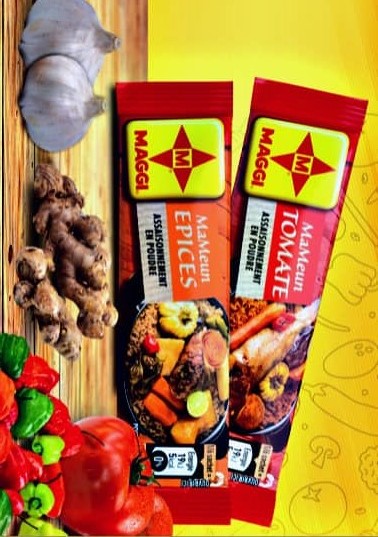 MAGGI
MaMeun
EPICES
ASSAISONNEMENT
EN POUDRE
MAGGI
MaMeun
TOMATE
ASSAISONNEMENT
EN POUDRE